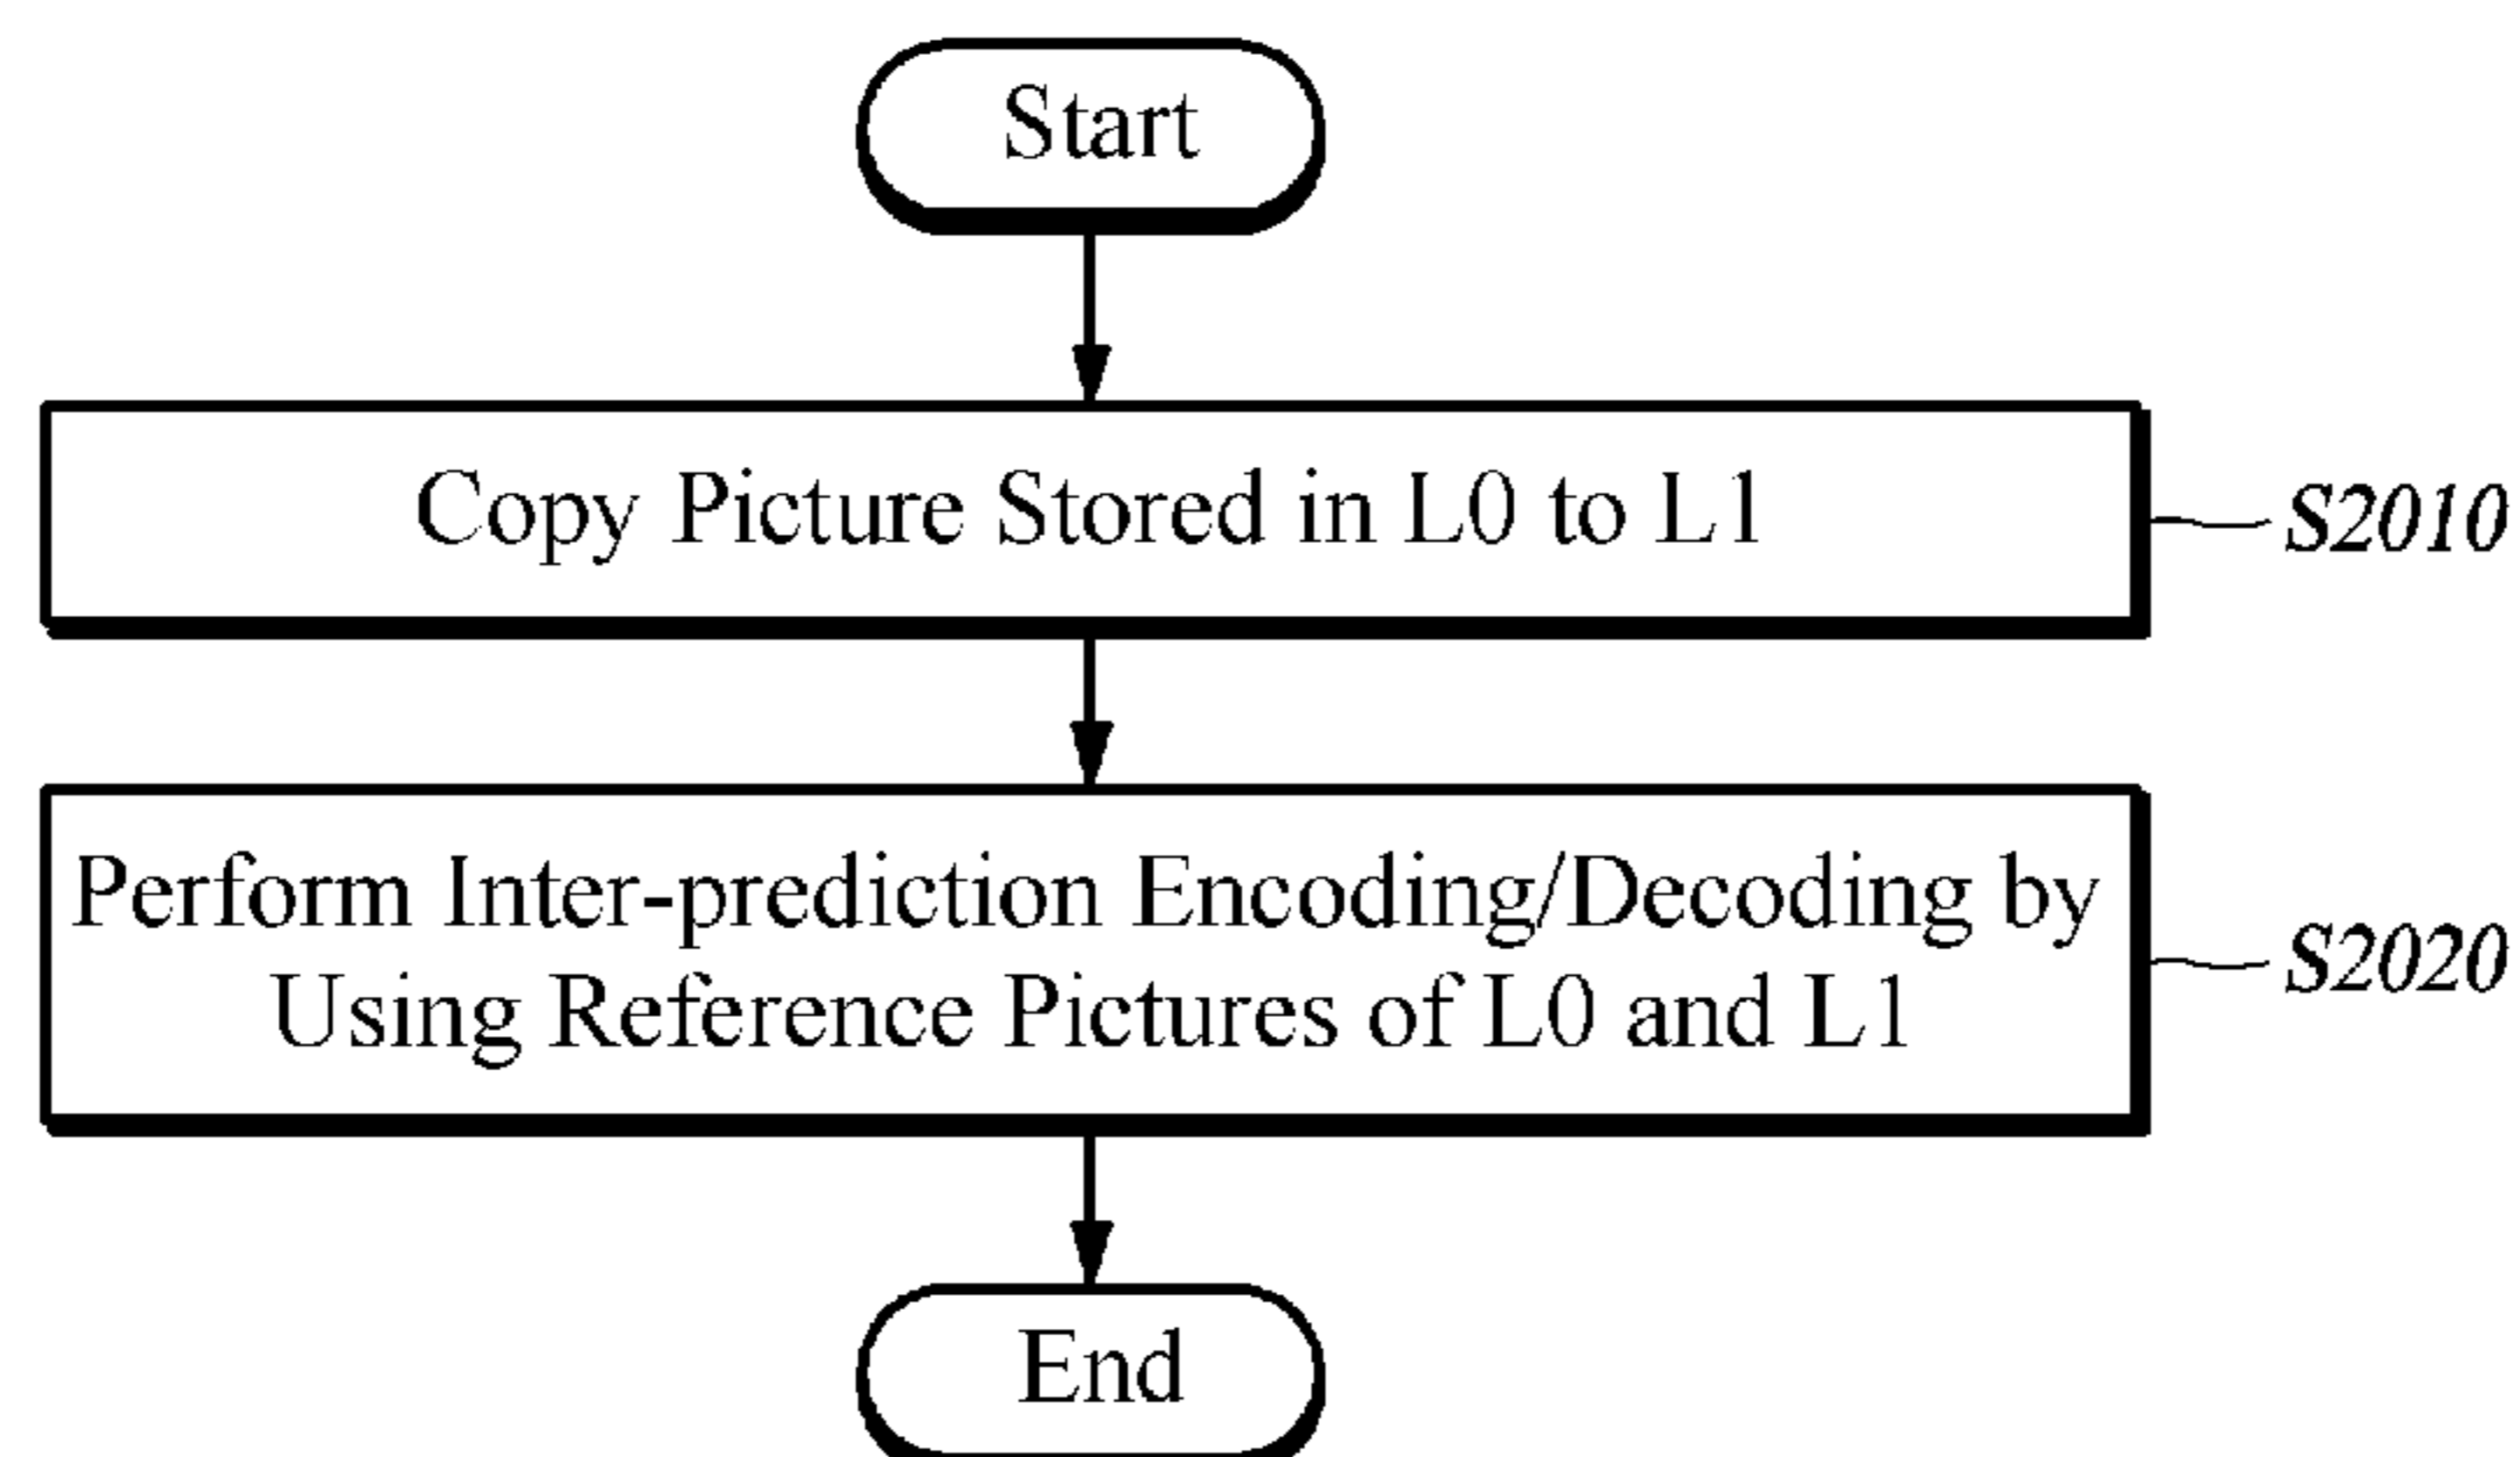 Start
Copy Picture Stored in L0 to L1
S2010
Perform Inter-prediction Encoding/Decoding by
Using Reference Pictures of L0 and L1
S2020
End